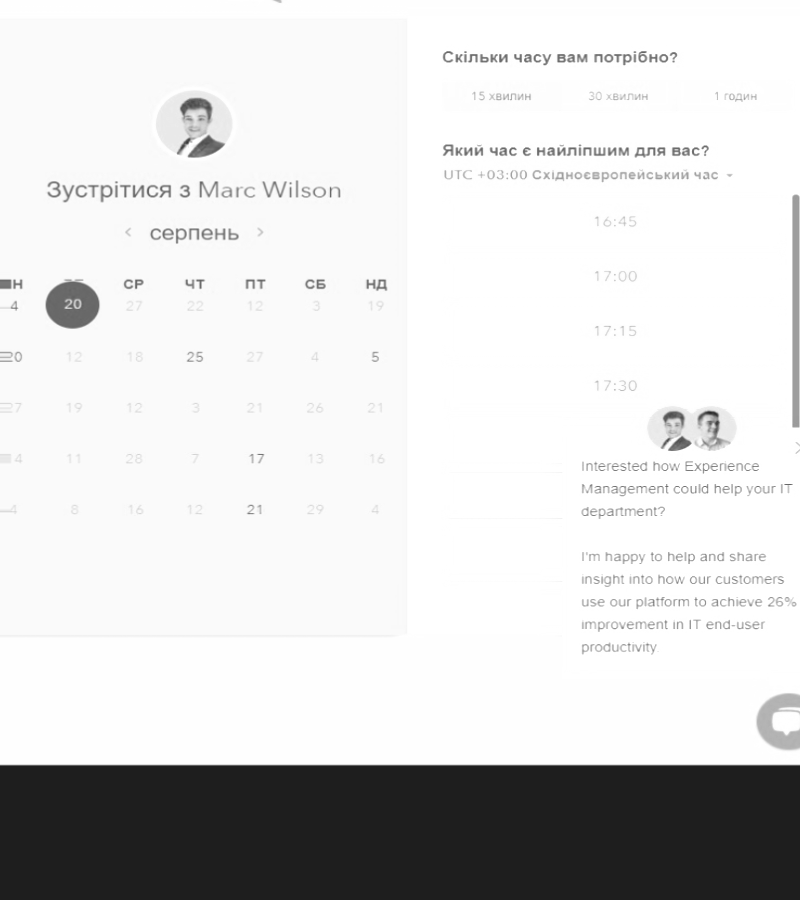 Зустрітися з Marc Wilson
серпень
Н СР ЧТ ПТ СБ НД
4 20 27 22 12 3 19
20 12 18 25 27 4 5
27 19 12 3 21 26 21
4 11 28 7 17 13 16
4 8 16 12 21 29 4
Скільки часу вам потрібно?
15 хвилин 30 хвилин 1 годин
Який час є найліпшим для вас?
UTC +03:00 Східноєвропейський час
16:45
17:00
17:15
17:30
Interested how Experience
Management could help your IT
department?
I'm happy to help and share
insight into how our customers
use our platform to achieve 26%
improvement in IT end-user
productivity.